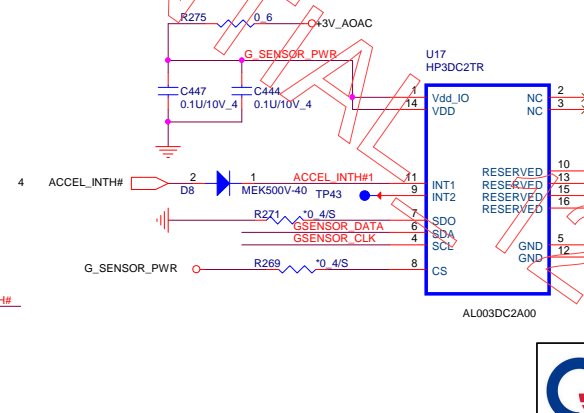 R275 0_6 +3V_AOAC
G_SENSOR_PWR
U17
HP3DC2TR
C447
0.1U/10V_4
C444
0.1U/10V_4
1 Vdd_IO NC 2
14 VDD NC 3
RESERVED 10
RESERVED 13
RESERVED 15
RESERVED 16
4 ACCEL_INTH# 2 D8 1 MEK500V-40 ACCEL_INTH#1 11 INT1
TP43 9 INT2
R271 *0_4/S 7 SDO
GSENSOR_DATA 6 SDA
GSENSOR_CLK 4 SCL
GND 5
GND 12
G_SENSOR_PWR R269 *0_4/S 8 CS
AL003DC2A00
H#